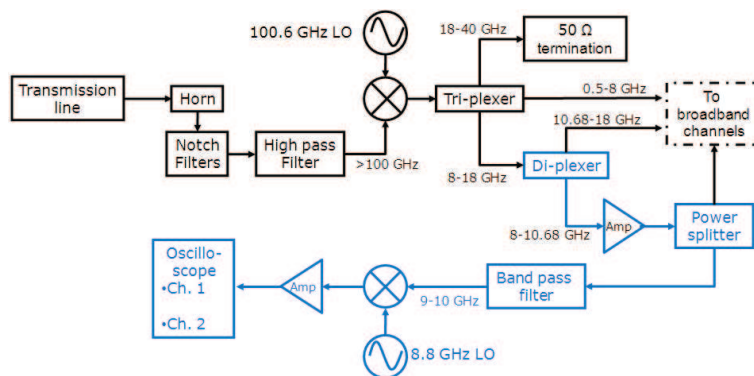 100.6 GHz LO
18-40 GHz
50 Ω
termination
Transmission
line
Horn
Tri-plexer
0.5-8 GHz
To
broadband
channels
10.68-18 GHz
Notch
Filters
High pass
Filter
>100 GHz
8-18 GHz
Di-plexer
8-10.68 GHz
Amp
Power
splitter
Oscillo-
scope
•Ch. 1
•Ch. 2
Amp
9-10 GHz
Band pass
filter
8.8 GHz LO